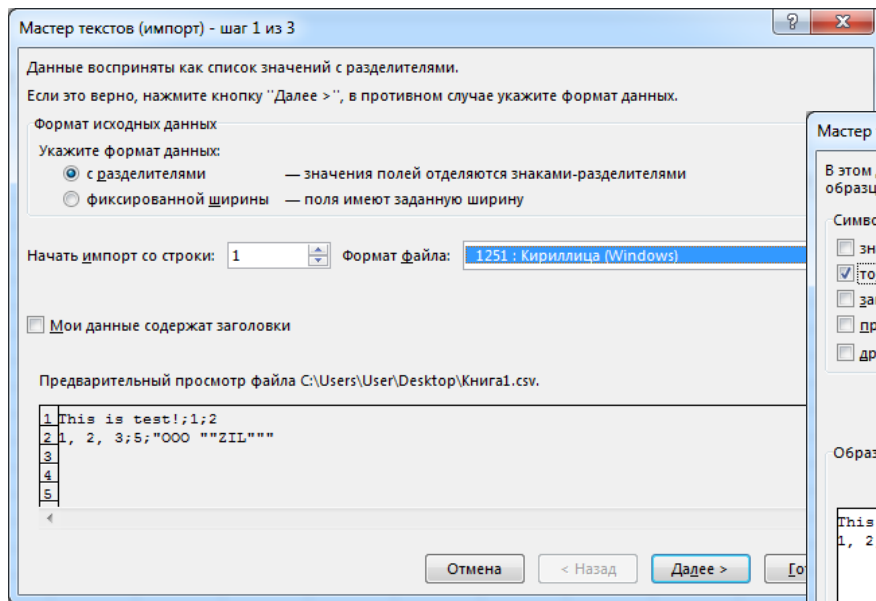 Мастер текстов (импорт) - шаг 1 из 3
Данные восприняты как список значений с разделителями.
Если это верно, нажмите кнопку "Далее >", в противном случае укажите формат данных.
Формат исходных данных
Укажите формат данных:
с разделителями — значения полей отделяются знаками-разделителями
фиксированной ширины — поля имеют заданную ширину
Начать импорт со строки: 1 Формат файла: 1251 : Кириллица (Windows)
Мои данные содержат заголовки
Предварительный просмотр файла C:\Users\User\Desktop\Книга1.csv.
1 This is test!;1;2
2 1, 2, 3;5;"ООО ""ZIL"""
3
4
5
Отмена < Назад Далее >
Мастер
В этом
This
1, 2